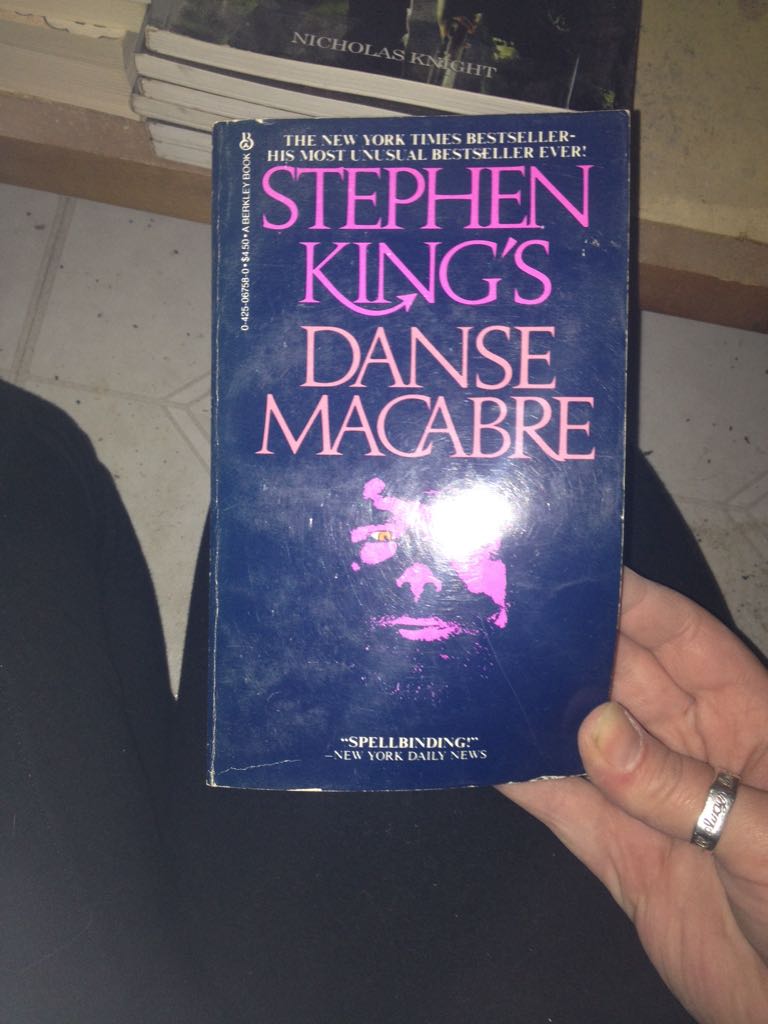 NICHOLAS KNIGHT
THE NEW YORK TIMES BESTSELLER-
HIS MOST UNUSUAL BESTSELLER EVER!
STEPHEN
KING'S
DANSE
MACABRE
0-425-06758-0 • $4.50 • A BERKLEY BOOK
"SPELLBINDING!"
–NEW YORK DAILY NEWS